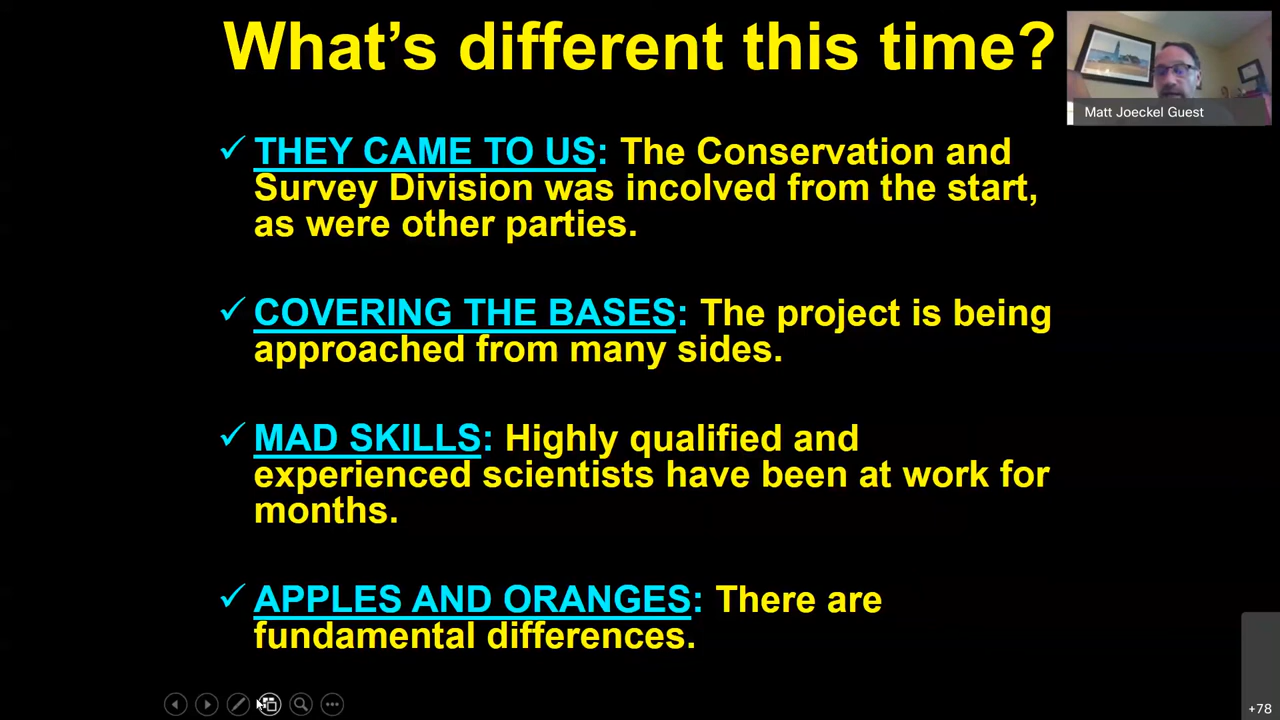 What's different this time?
Matt Joeckel Guest
✓ THEY CAME TO US: The Conservation and
Survey Division was incolved from the start,
as were other parties.
✓ COVERING THE BASES: The project is being
approached from many sides.
✓ MAD SKILLS: Highly qualified and
experienced scientists have been at work for
months.
✓ APPLES AND ORANGES: There are
fundamental differences.
+78